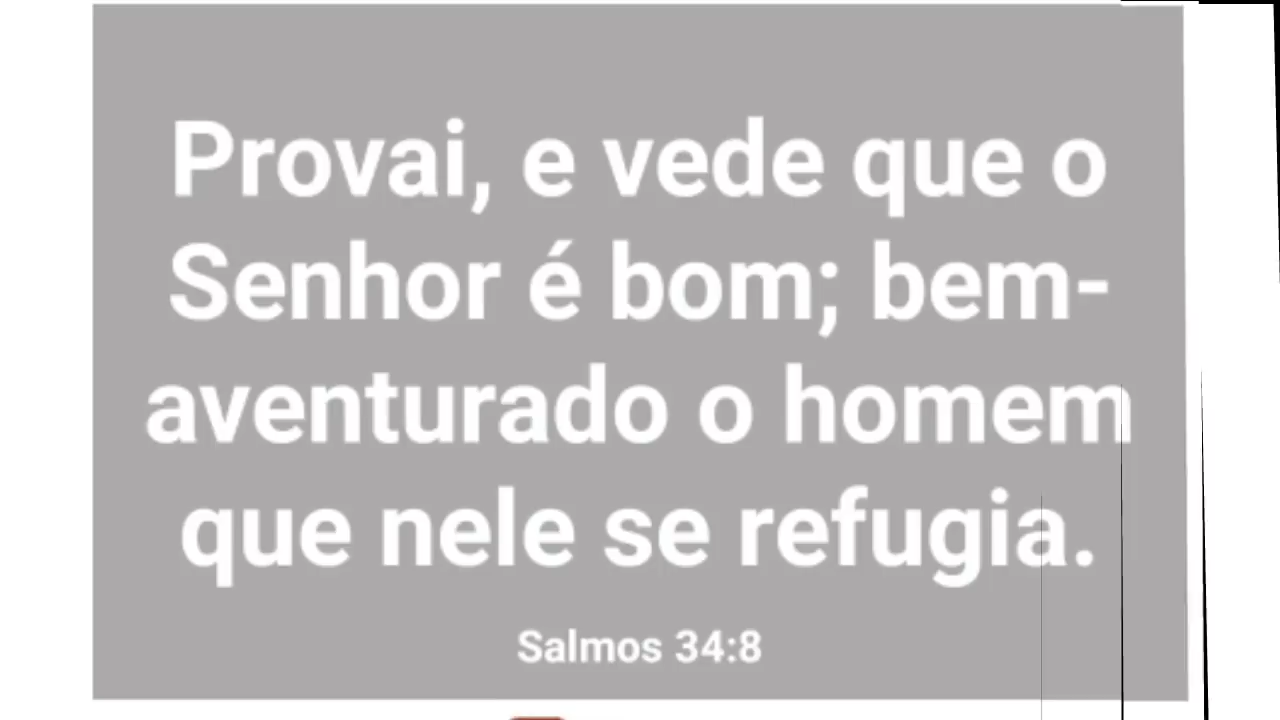 Provai, e vede que o
Senhor é bom; bem-
aventurado o homem
que nele se refugia.
Salmos 34:8